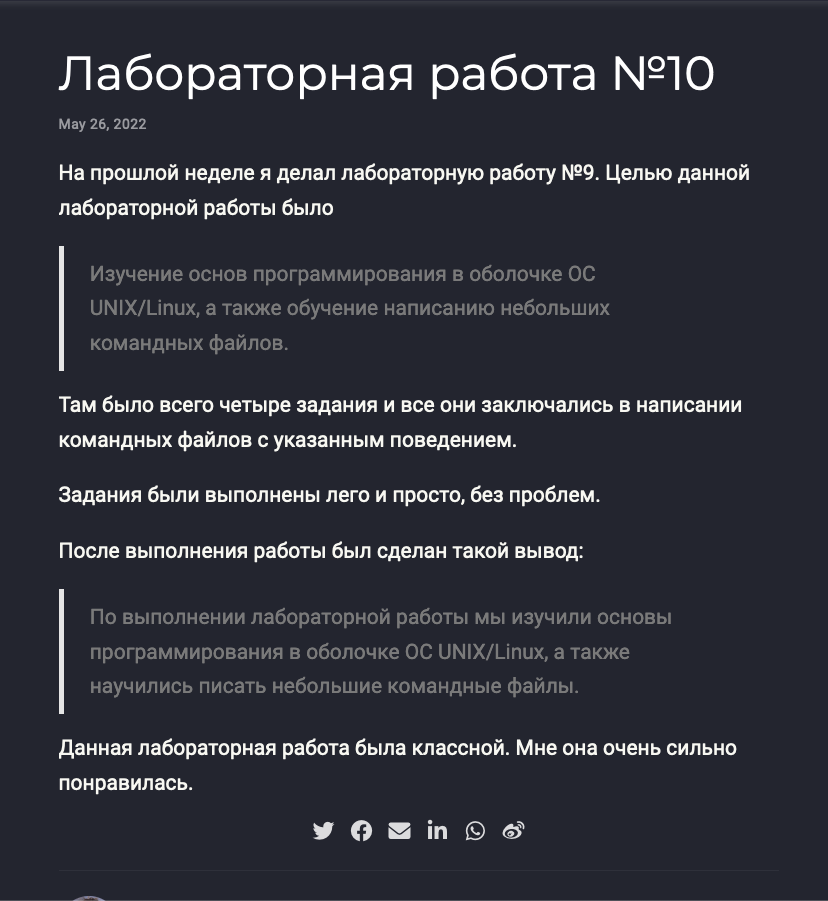 Лабораторная работа №10
May 26, 2022
На прошлой неделе я делал лабораторную работу №9. Целью данной
лабораторной работы было
Изучение основ программирования в оболочке ОС
UNIX/Linux, а также обучение написанию небольших
командных файлов.
Там было всего четыре задания и все они заключались в написании
командных файлов с указанным поведением.
Задания были выполнены лего и просто, без проблем.
После выполнения работы был сделан такой вывод:
По выполнении лабораторной работы мы изучили основы
программирования в оболочке ОС UNIX/Linux, а также
научились писать небольшие командные файлы.
Данная лабораторная работа была классной. Мне она очень сильно
понравилась.